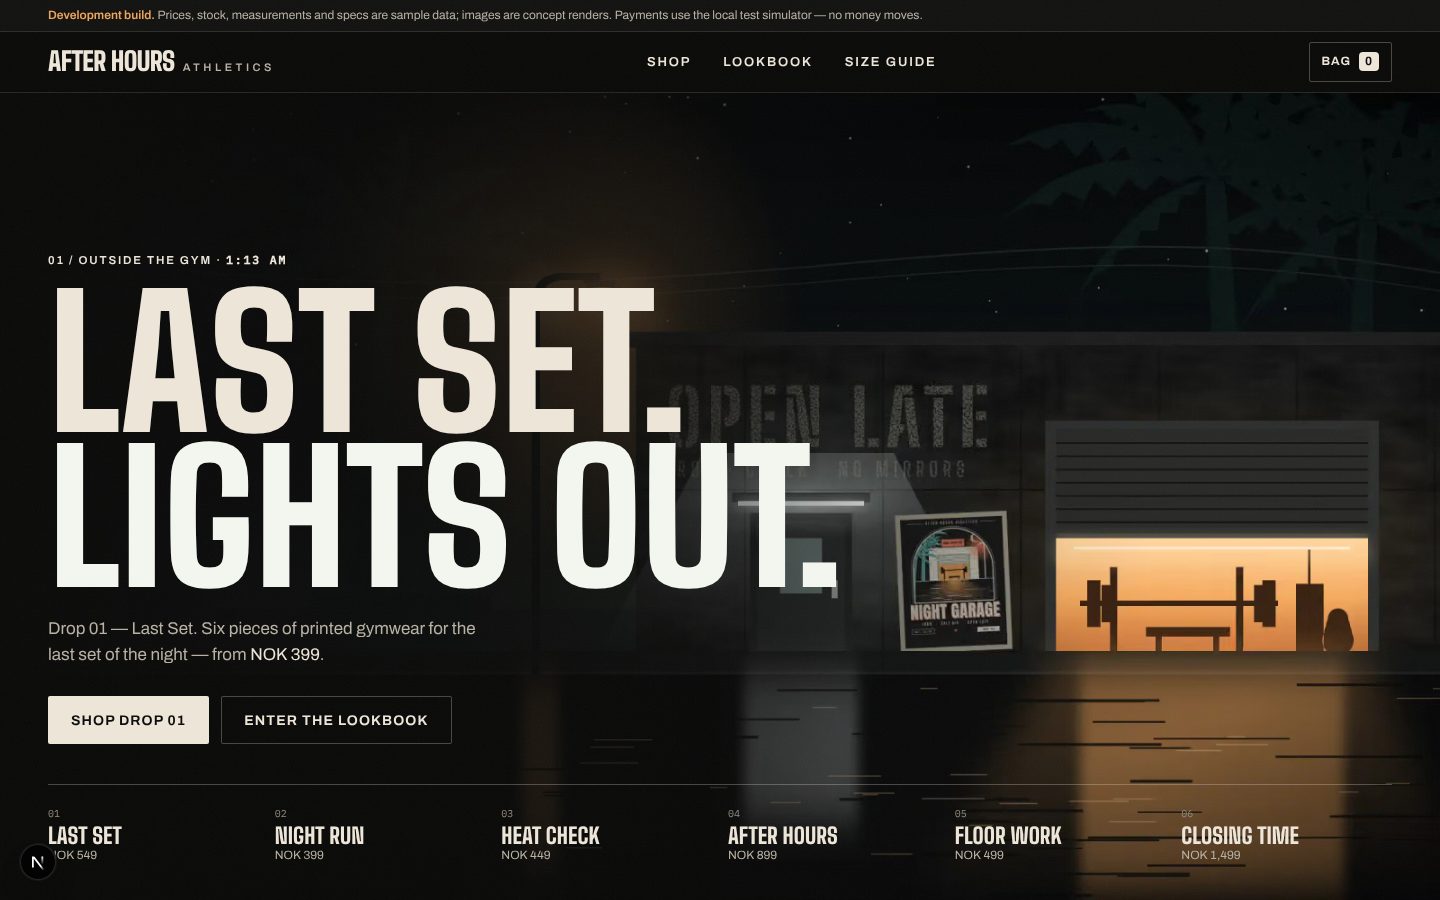 Development build. Prices, stock, measurements and specs are sample data; images are concept renders. Payments use the local test simulator — no money moves.
AFTER HOURS ATHLETICS
SHOP LOOKBOOK SIZE GUIDE
BAG 0
01 / OUTSIDE THE GYM · 1:13 AM
LAST SET.
LIGHTS OUT.
OPEN LATE
NO MIRRORS
NIGHT GARAGE
Drop 01 — Last Set. Six pieces of printed gymwear for the
last set of the night — from NOK 399.
SHOP DROP 01 ENTER THE LOOKBOOK
01 02 03 04 05 06
LAST SET NIGHT RUN HEAT CHECK AFTER HOURS FLOOR WORK CLOSING TIME
NOK 549 NOK 399 NOK 449 NOK 899 NOK 499 NOK 1,499
N